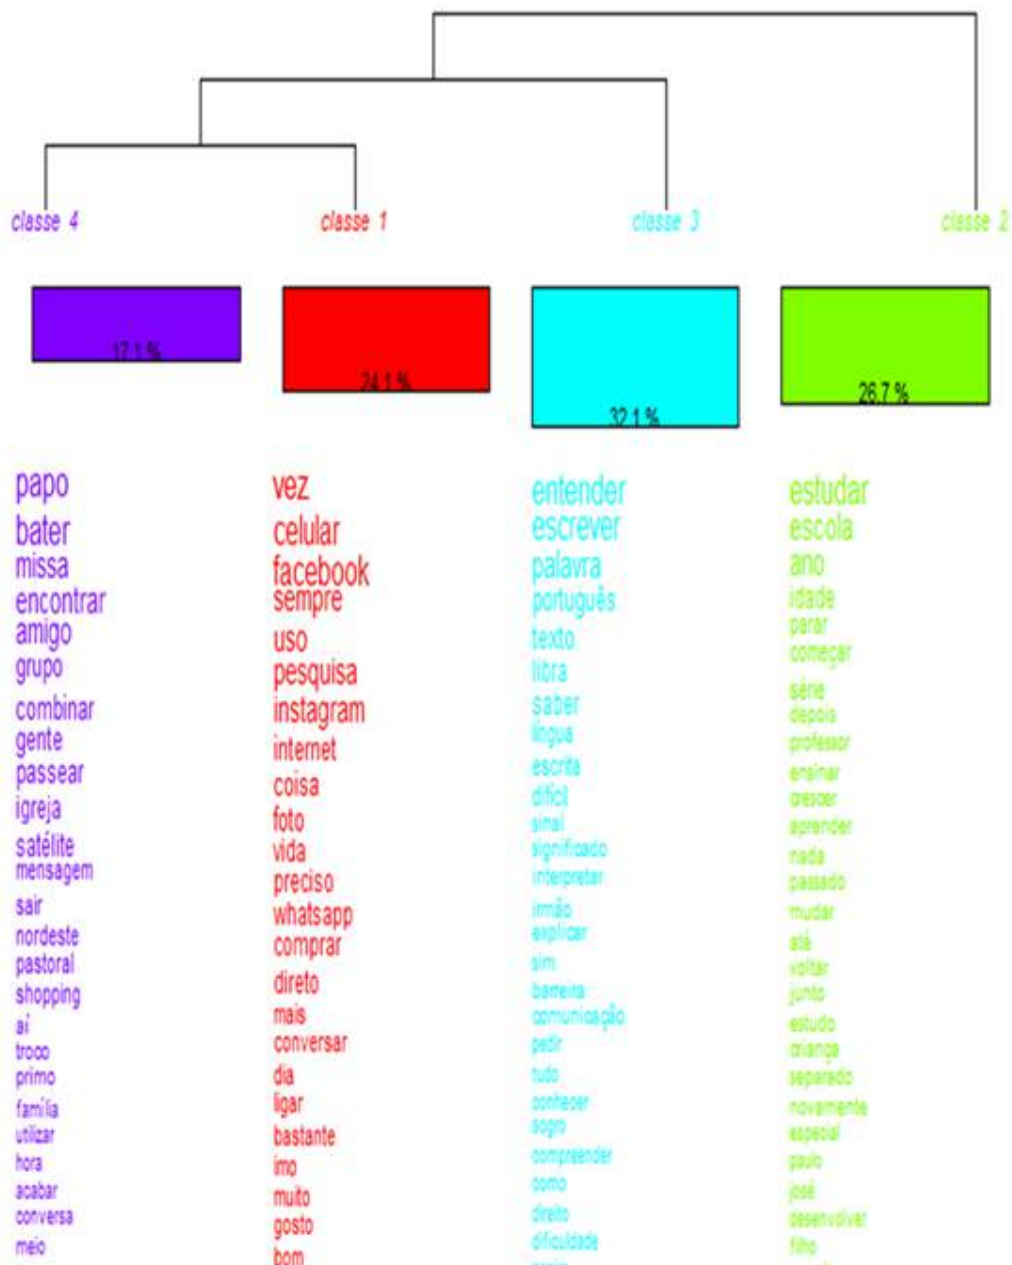 classe 4
classe 1
classe 3
classe 2
17.1 %
24.1 %
32.1 %
26.7 %
papo
bater
missa
encontrar
amigo
grupo
combinar
gente
passear
igreja
satélite
mensagem
sair
nordeste
pastoral
shopping
aí
troco
primo
família
utilizar
hora
acabar
conversa
meio
vez
celular
facebook
sempre
uso
pesquisa
instagram
internet
coisa
foto
vida
preciso
whatsapp
comprar
direto
mais
conversar
dia
ligar
bastante
imo
muito
gosto
bom
entender
escrever
palavra
português
texto
libra
saber
língua
escrita
difícil
sinal
significado
interpretar
irmão
explicar
sim
barreira
comunicação
pedir
tudo
conhecer
sogro
compreender
como
direito
dificuldade
estudar
escola
ano
idade
parar
começar
série
depois
professor
ensinar
crescer
aprender
nada
passado
mudar
até
voltar
junto
estudo
criança
separado
novamente
especial
paulo
josé
desenvolver
filho